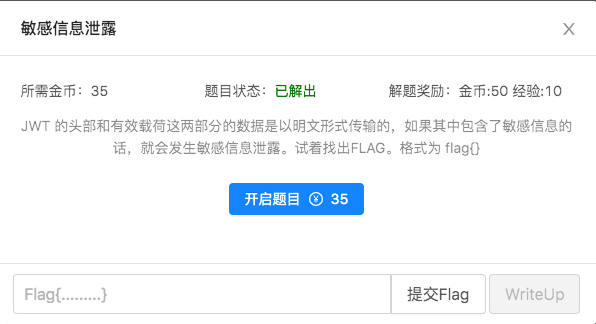 敏感信息泄露
所需金币：35 题目状态：已解出 解题奖励：金币:50 经验:10
JWT 的头部和有效载荷这两部分的数据是以明文形式传输的，如果其中包含了敏感信息的
话，就会发生敏感信息泄露。试着找出FLAG。格式为 flag{}
开启题目 ¥ 35
Flag{.........} 提交Flag WriteUp